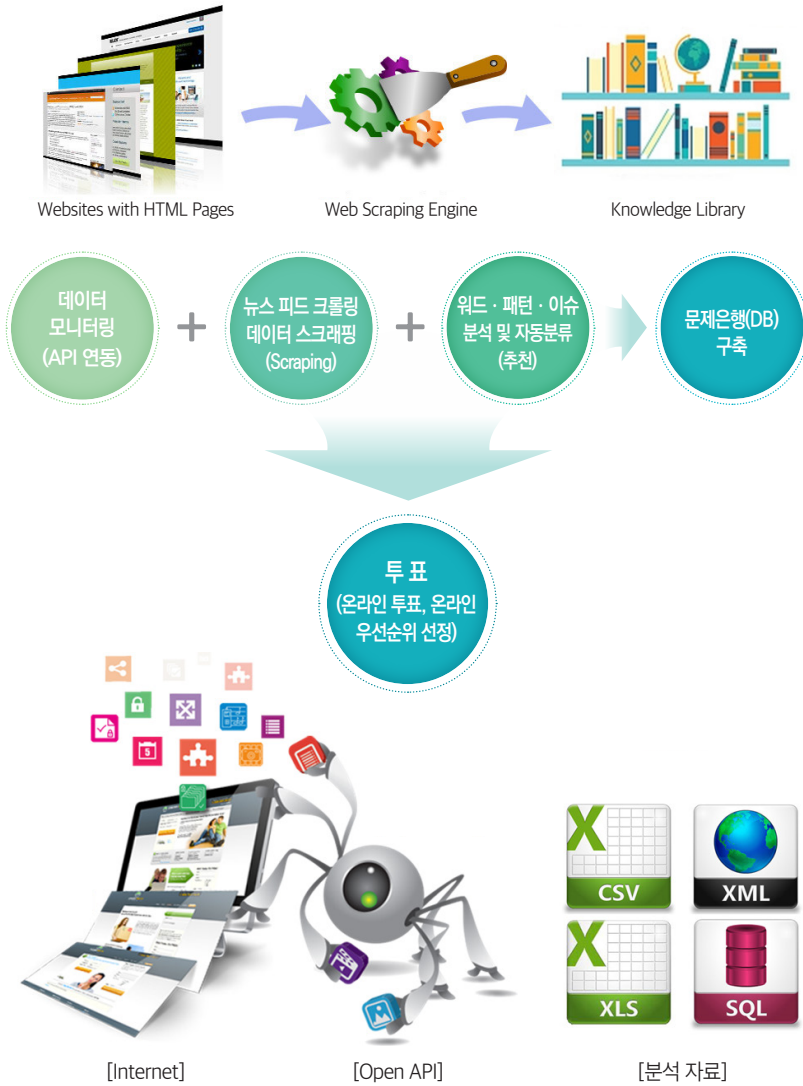 Websites with HTML Pages
Web Scraping Engine
Knowledge Library
데이터
모니터링
(API 연동)
+
뉴스 피드 크롤링
데이터 스크래핑
(Scraping)
+
워드 · 패턴 · 이슈
분석 및 자동분류
(추천)
문제은행(DB)
구축
투 표
(온라인 투표, 온라인
우선순위 선정)
5
X
CSV
XML
X
XLS
SQL
[Internet]
[Open API]
[분석 자료]